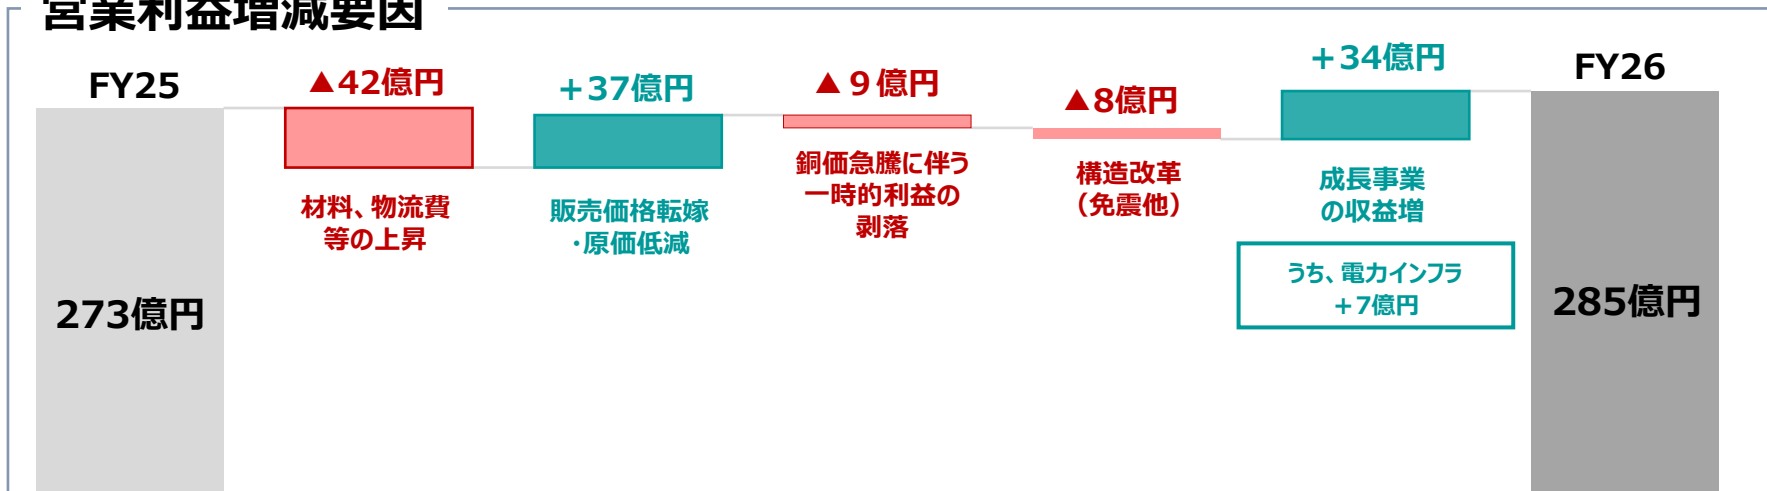 営業利益増減要因
FY25
▲42億円
+37億円
▲９億円
▲8億円
+34億円
FY26
材料、物流費
等の上昇
販売価格転嫁
・原価低減
銅価急騰に伴う
一時的利益の
剥落
構造改革
（免震他）
成長事業
の収益増
うち、電力インフラ
+7億円
273億円
285億円